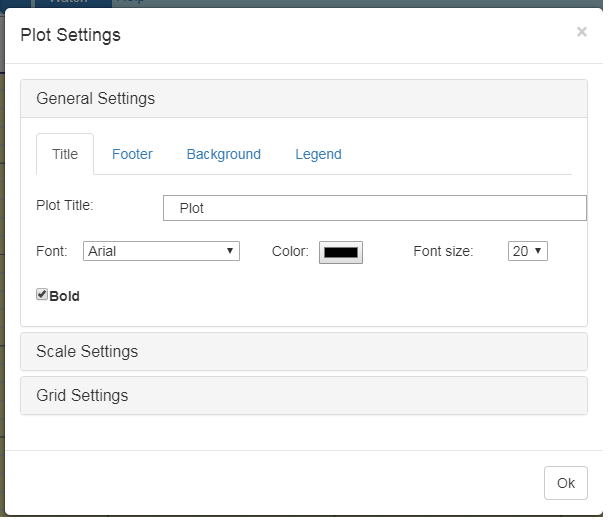 Plot Settings ×
General Settings
Title Footer Background Legend
Plot Title: Plot
Font: Arial Color: Font size: 20
Bold
Scale Settings
Grid Settings
Ok